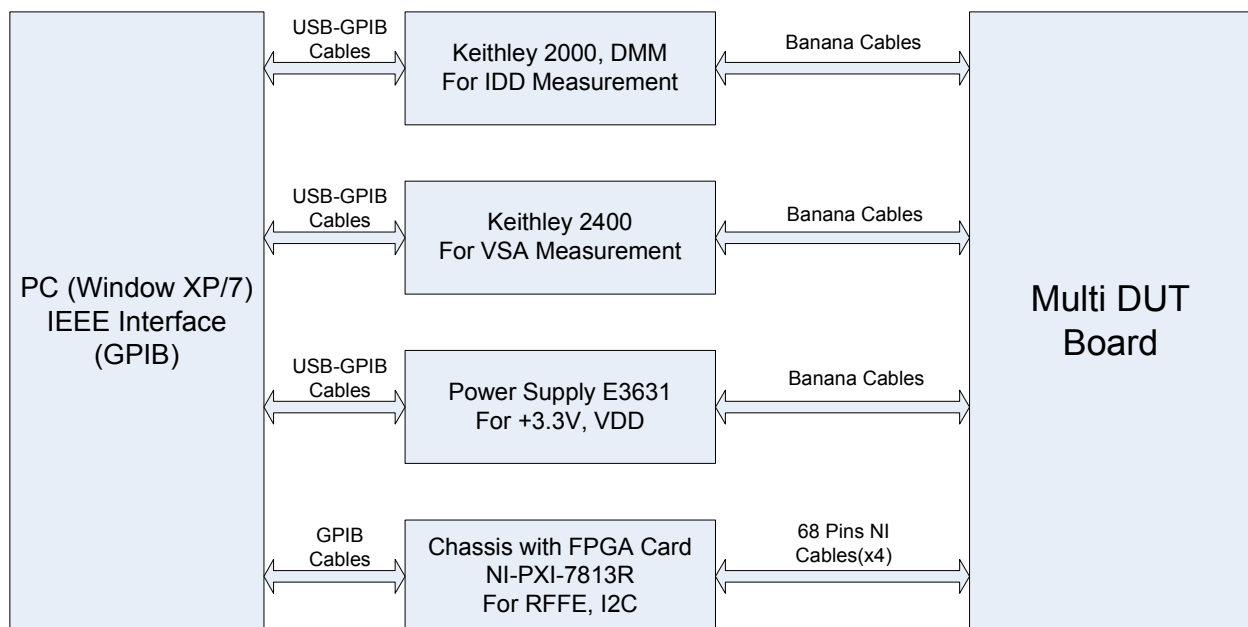 PC (Window XP/7)
IEEE Interface
(GPIB)
USB-GPIB
Cables
Keithley 2000, DMM
For IDD Measurement
Banana Cables
USB-GPIB
Cables
Keithley 2400
For VSA Measurement
Banana Cables
USB-GPIB
Cables
Power Supply E3631
For +3.3V, VDD
Banana Cables
GPIB
Cables
Chassis with FPGA Card
NI-PXI-7813R
For RFFE, I2C
68 Pins NI
Cables(x4)
Multi DUT
Board